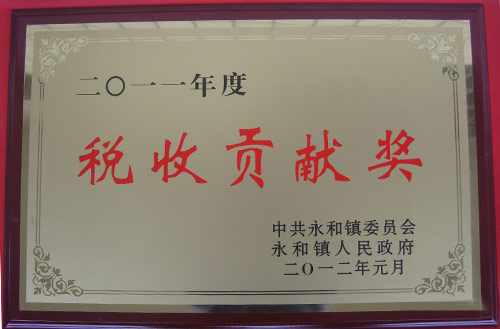 二〇一一年度
税收贡献奖
中共永和镇委员会
永和镇人民政府
二〇一二年元月